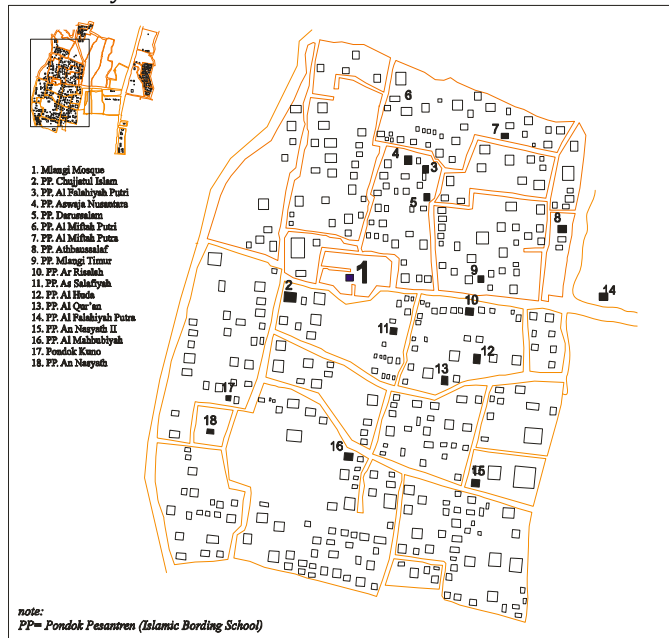 1. Mlangi Mosque
2. PP. Chujjatul Islam
3. PP. Al Falahiyah Putri
4. PP. Aswaja Nusantara
5. PP. Darussalam
6. PP. Al Miftah Putri
7. PP. Al Miftah Putra
8. PP. Athbaussalaf
9. PP. Mlangi Timur
10. PP. Ar Risalah
11. PP. As Salafiyah
12. PP. Al Huda
13. PP. Al Qur'an
14. PP. Al Falahiyah Putra
15. PP. An Nasyath II
16. PP. Al Mahbubiyah
17. Pondok Kuno
18. PP. An Nasyath
6
7
4
3
5
8
1
9
14
2
10
11
12
13
17
18
16
15
note:
PP= Pondok Pesantren (Islamic Bording School)